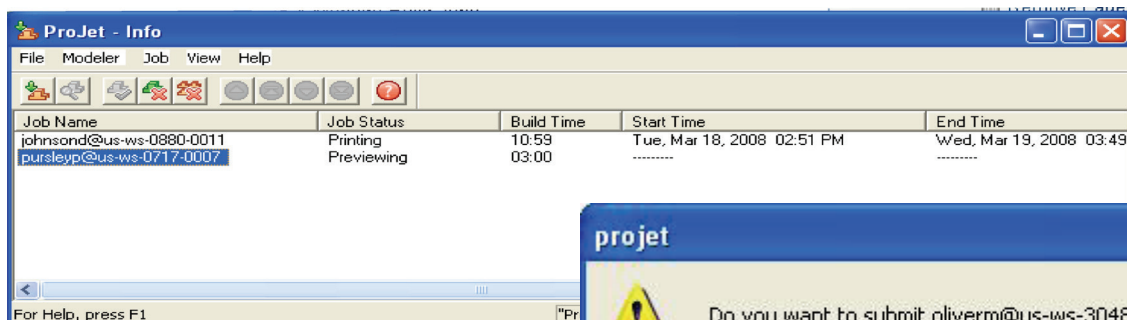 ProJet - Info
File Modeler Job View Help
Job Name Job Status Build Time Start Time End Time
johnsond@us-ws-0880-0011 Printing 10:59 Tue, Mar 18, 2008 02:51 PM Wed, Mar 19, 2008 03:49
pursleyp@us-ws-0717-0007 Previewing 03:00 --------- ---------
projet
Do you want to submit oliverm@us-ws-3048
For Help, press F1 "Pr